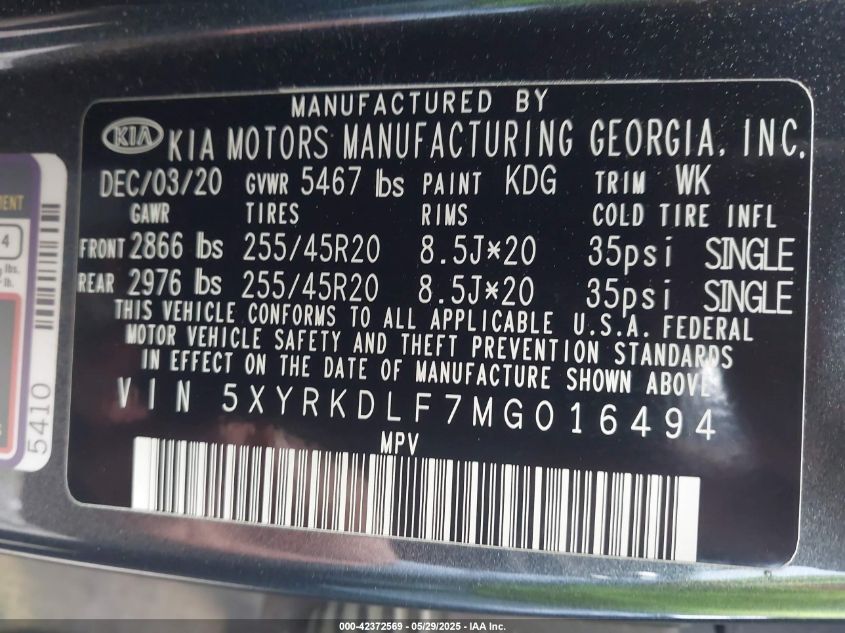 MANUFACTURED BY
KIA KIA MOTORS MANUFACTURING GEORGIA, INC.
DEC/03/20 GVWR 5467 lbs PAINT KDG TRIM WK
GAWR TIRES RIMS COLD TIRE INFL
FRONT 2866 lbs 255/45R20 8.5J*20 35psi SINGLE
REAR 2976 lbs 255/45R20 8.5J*20 35psi SINGLE
THIS VEHICLE CONFORMS TO ALL APPLICABLE U.S.A. FEDERAL
MOTOR VEHICLE SAFETY AND THEFT PREVENTION STANDARDS
IN EFFECT ON THE DATE OF MANUFACTURE SHOWN ABOVE
VIN 5XYRKDLF7MG016494
MPV
4
lbs.
5410
000-42372569 - 05/29/2025 - IAA Inc.